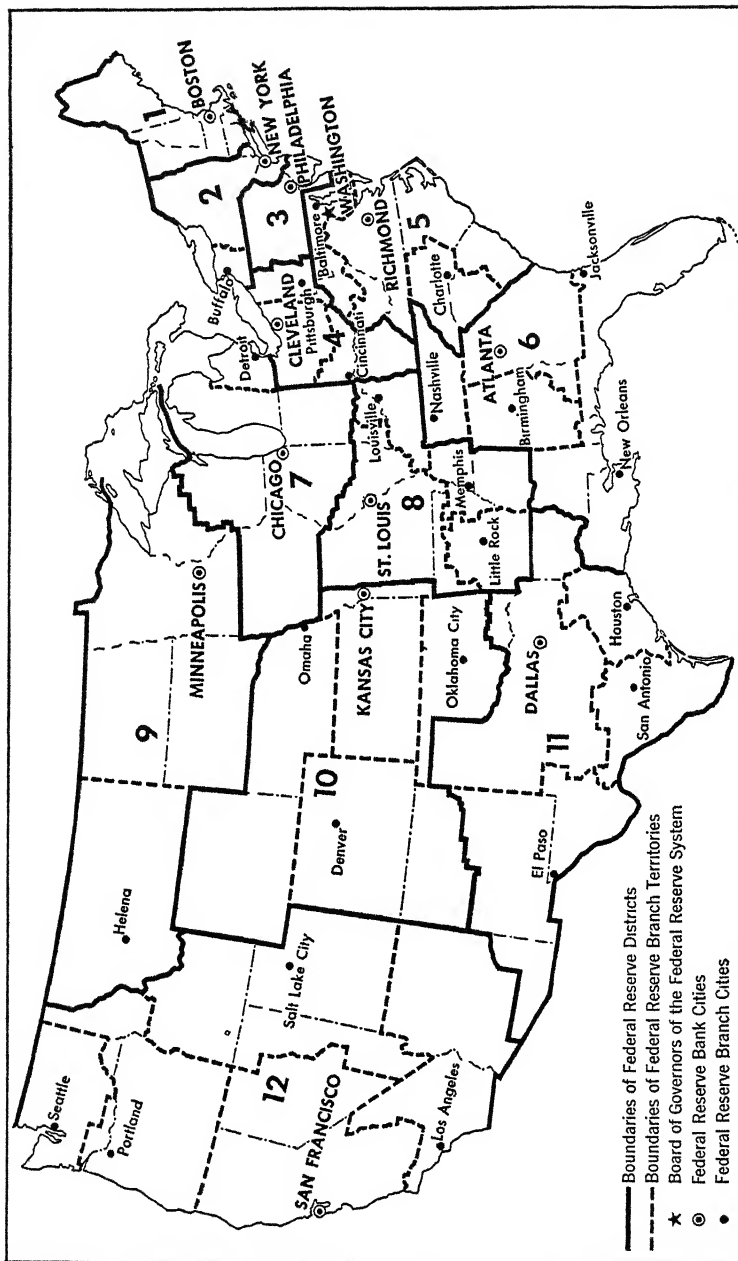 1
BOSTON
2
NEW YORK
PHILADELPHIA
3
Buffalo
WASHINGTON
Baltimore
RICHMOND
5
Charlotte
CLEVELAND
Pittsburgh
4
Cincinnati
Detroit
Jacksonville
ATLANTA
6
Birmingham
Nashville
Louisville
CHICAGO
7
New Orleans
Memphis
8
ST. LOUIS
Little Rock
MINNEAPOLIS
9
Omaha
KANSAS CITY
Oklahoma City
DALLAS
Houston
San Antonio
11
10
Denver
El Paso
Helena
Salt Lake City
12
SAN FRANCISCO
Los Angeles
Seattle
Portland
Boundaries of Federal Reserve Districts
Boundaries of Federal Reserve Branch Territories
Board of Governors of the Federal Reserve System
Federal Reserve Bank Cities
Federal Reserve Branch Cities